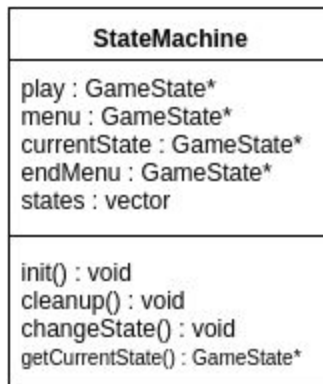 StateMachine
play : GameState*
menu : GameState*
currentState : GameState*
endMenu : GameState*
states : vector
init() : void
cleanup() : void
changeState() : void
getCurrentState() : GameState*